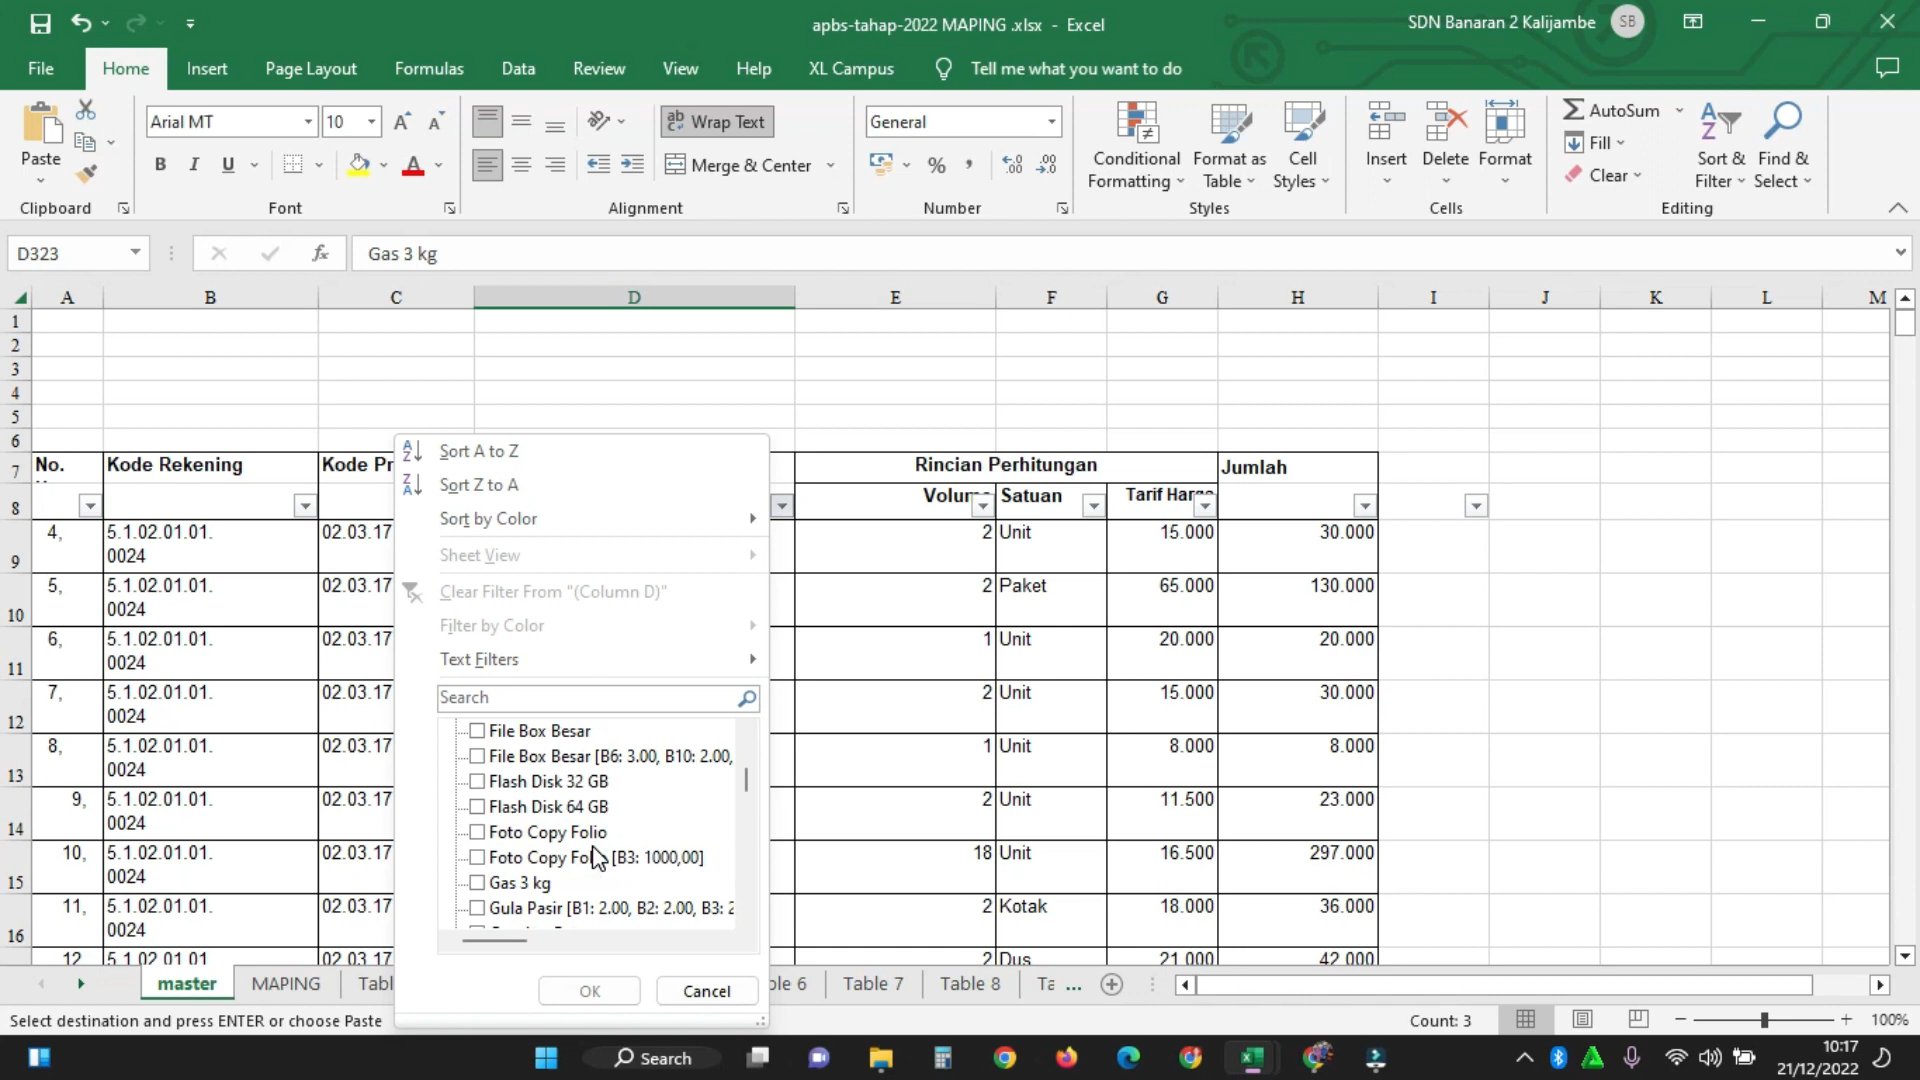 apbs-tahap-2022 MAPING .xlsx - Excel
SDN Banaran 2 Kalijambe
SB
File Home Insert Page Layout Formulas Data Review View Help XL Campus Tell me what you want to do
Paste
Clipboard
Arial MT 10
B I U
Font
Wrap Text
Merge & Center
Alignment
General
% ,
Number
Conditional Formatting
Format as Table
Cell Styles
Styles
Insert Delete Format
Cells
AutoSum
Fill
Clear
Sort & Filter
Find & Select
Editing
D323
fx
Gas 3 kg
A B C D E F G H I J K L M
1
2
3
4
5
6
7 No. Kode Rekening Kode Pr Rincian Perhitungan Jumlah
8 Satuan
9 4, 5.1.02.01.01. 0024 02.03.17 2 Unit 15.000 30.000
10 5, 5.1.02.01.01. 0024 02.03.17 2 Paket 65.000 130.000
11 6, 5.1.02.01.01. 0024 02.03.17 1 Unit 20.000 20.000
12 7, 5.1.02.01.01. 0024 02.03.17 2 Unit 15.000 30.000
13 8, 5.1.02.01.01. 0024 02.03.17 1 Unit 8.000 8.000
14 9, 5.1.02.01.01. 0024 02.03.17 2 Unit 11.500 23.000
15 10, 5.1.02.01.01. 0024 02.03.17 18 Unit 16.500 297.000
16 11, 5.1.02.01.01. 0024 02.03.17 2 Kotak 18.000 36.000
12 5.1.02.01.01 02.03.17 2 Dus 21.000 42.000
Sort A to Z
Sort Z to A
Sort by Color
Sheet View
Clear Filter From "(Column D)"
Filter by Color
Text Filters
Search
File Box Besar
File Box Besar [B6: 3.00, B10: 2.00,
Flash Disk 32 GB
Flash Disk 64 GB
Foto Copy Folio
Foto Copy Fo [B3: 1000,00]
Gas 3 kg
Gula Pasir [B1: 2.00, B2: 2.00, B3: 2
OK Cancel
master MAPING Tabl le 6 Table 7 Table 8 Ta ...
Select destination and press ENTER or choose Paste
Count: 3
100%
Search
10:17
21/12/2022